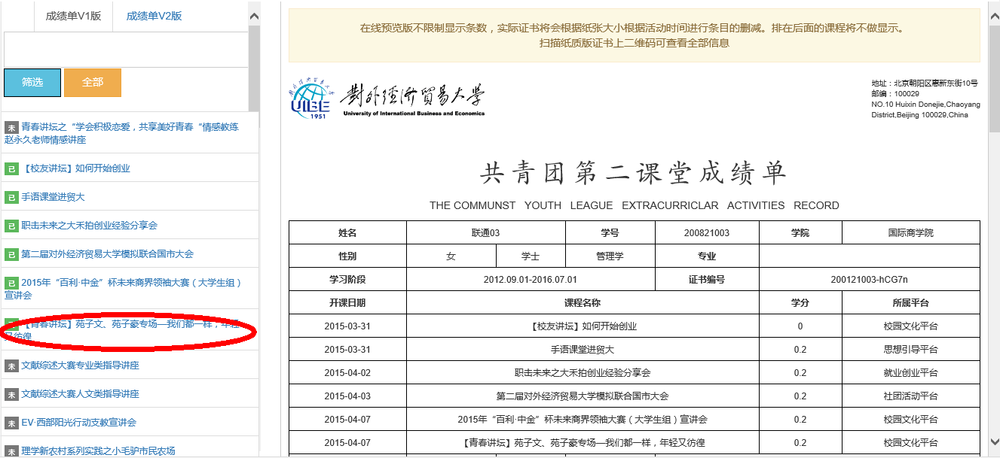 成绩单V1版 成绩单V2版
筛选 全部
未 青春讲坛之“学会积极恋爱，共享美好青春“情感教练
赵永久老师情感讲座
已 【校友讲坛】如何开始创业
已 手语课堂进贸大
已 职击未来之大禾拍创业经验分享会
已 第二届对外经济贸易大学模拟联合国市大会
已 2015年“百利·中金”杯未来商界领袖大赛（大学生组）
宣讲会
【青春讲坛】苑子文、苑子豪专场—我们都一样，年轻
又彷徨
未 文献综述大赛专业类指导讲座
未 文献综述大赛人文类指导讲座
未 EV·西部阳光行动支教宣讲会
未 理学新农村系列实践之小毛驴市民农场
在线预览版不限制显示条数，实际证书将会根据纸张大小根据活动时间进行条目的删减。排在后面的课程将不做显示。
扫描纸质版证书上二维码可查看全部信息
UIBE
1951
對外經濟貿易大学
University of International Business and Economics
地址：北京朝阳区惠新东街10号
邮编：100029
NO.10 Huixin Donejie,Chaoyang
District,Beijing 100029,China
共青团第二课堂成绩单
THE COMMUNST YOUTH LEAGUE EXTRACURRICLAR ACTIVITIES RECORD
姓名 联通03 学号 200821003 学院 国际商学院
性别 女 学士 管理学 专业
学习阶段 2012.09.01-2016.07.01 证书编号 200121003-hCG7n
开课日期 课程名称 学分 所属平台
2015-03-31 【校友讲坛】如何开始创业 0 校园文化平台
2015-03-31 手语课堂进贸大 0.2 思想引导平台
2015-04-02 职击未来之大禾拍创业经验分享会 0.2 就业创业平台
2015-04-03 第二届对外经济贸易大学模拟联合国市大会 0.2 社团活动平台
2015-04-07 2015年“百利·中金”杯未来商界领袖大赛（大学生组）宣讲会 0.2 校园文化平台
2015-04-07 【青春讲坛】苑子文、苑子豪专场—我们都一样，年轻又彷徨 0.2 校园文化平台